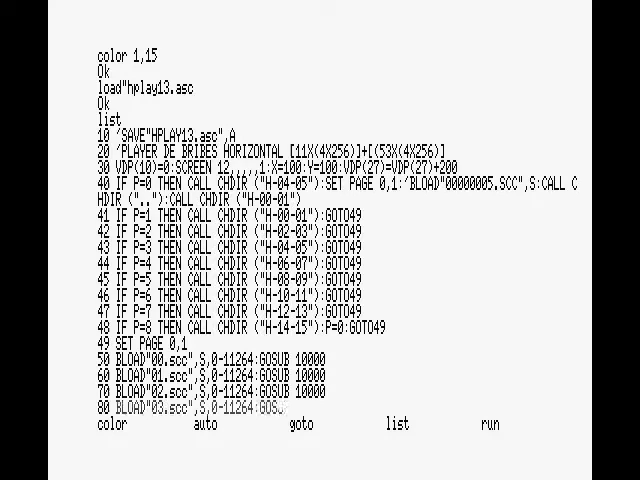 color 1,15
Ok
load"hplay13.asc
Ok
list
10 'SAVE"HPLAY13.asc",A
20 'PLAYER DE BRIBES HORIZONTAL [11X(4X256)]+[(53X(4X256)]
30 VDP(10)=0:SCREEN 12,,,,,1:X=100:Y=100:VDP(27)=VDP(27)+200
40 IF P=0 THEN CALL CHDIR ("H-04-05"):SET PAGE 0,1:'BLOAD"00000005.SCC",S:CALL C
HDIR (".."):CALL CHDIR ("H-00-01")
41 IF P=1 THEN CALL CHDIR ("H-00-01"):GOTO49
42 IF P=2 THEN CALL CHDIR ("H-02-03"):GOTO49
43 IF P=3 THEN CALL CHDIR ("H-04-05"):GOTO49
44 IF P=4 THEN CALL CHDIR ("H-06-07"):GOTO49
45 IF P=5 THEN CALL CHDIR ("H-08-09"):GOTO49
46 IF P=6 THEN CALL CHDIR ("H-10-11"):GOTO49
47 IF P=7 THEN CALL CHDIR ("H-12-13"):GOTO49
48 IF P=8 THEN CALL CHDIR ("H-14-15"):P=0:GOTO49
49 SET PAGE 0,1
50 BLOAD"00.scc",S,0-11264:GOSUB 10000
60 BLOAD"01.scc",S,0-11264:GOSUB 10000
70 BLOAD"02.scc",S,0-11264:GOSUB 10000
80 BLOAD"03.scc",S,0-11264:GOS
color auto goto list run